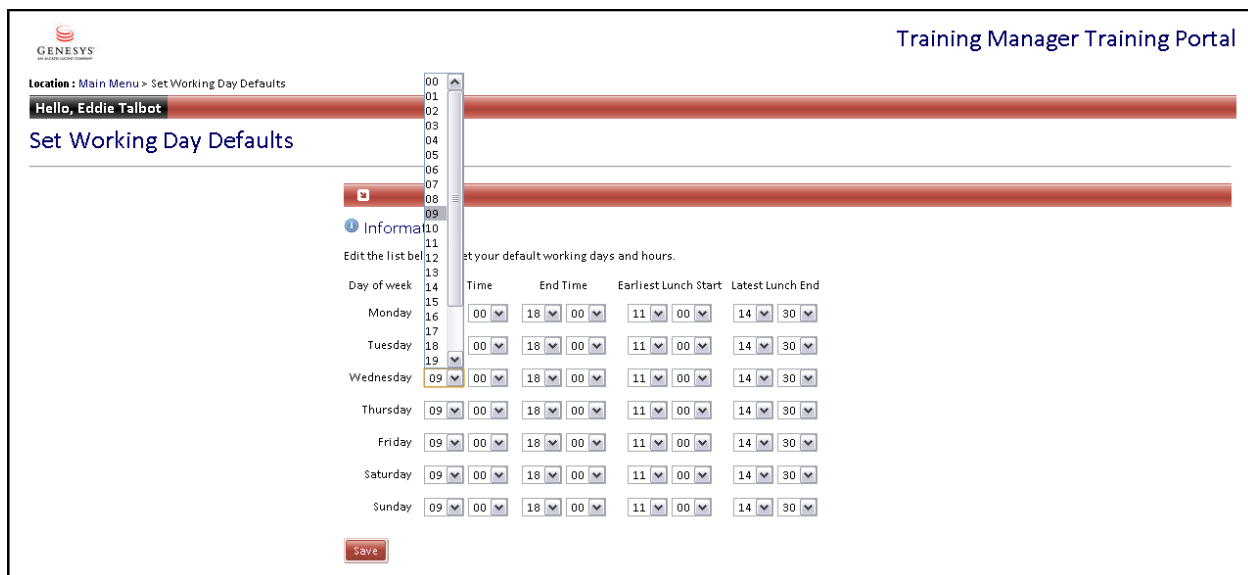 GENESYS
AN ALCATEL-LUCENT COMPANY
Training Manager Training Portal
Location : Main Menu > Set Working Day Defaults
Hello, Eddie Talbot
Set Working Day Defaults
00
01
02
03
04
05
06
07
08
09
10
11
12
13
14
15
16
17
18
19
Informat
Edit the list bel et your default working days and hours.
Day of week Time End Time Earliest Lunch Start Latest Lunch End
Monday 00 18 00 11 00 14 30
Tuesday 00 18 00 11 00 14 30
Wednesday 09 00 18 00 11 00 14 30
Thursday 09 00 18 00 11 00 14 30
Friday 09 00 18 00 11 00 14 30
Saturday 09 00 18 00 11 00 14 30
Sunday 09 00 18 00 11 00 14 30
Save